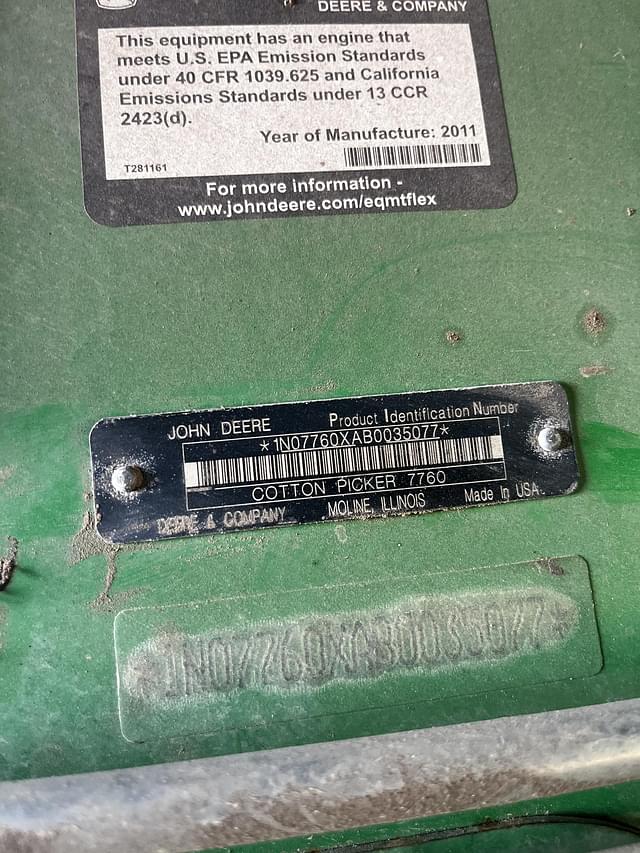 DEERE & COMPANY
This equipment has an engine that
meets U.S. EPA Emission Standards
under 40 CFR 1039.625 and California
Emissions Standards under 13 CCR
2423(d).
Year of Manufacture: 2011
T281161
For more information -
www.johndeere.com/eqmtflex
JOHN DEERE Product Identification Number
*1N07760XAB0035077*
COTTON PICKER 7760
DEERE & COMPANY MOLINE, ILLINOIS Made In USA.
*1N07760XAB0035077*